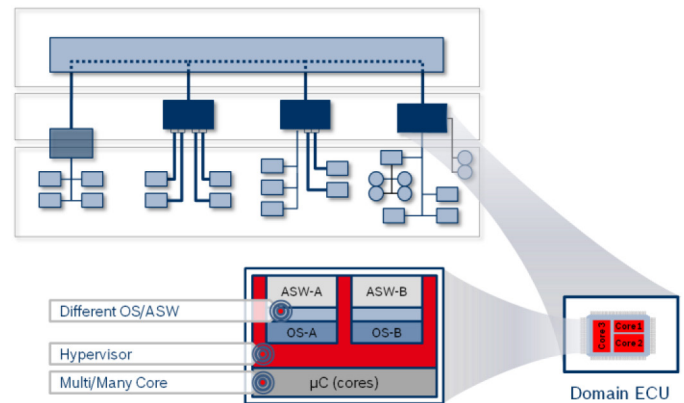 ASW-A
ASW-B
Different OS/ASW
OS-A
OS-B
Hypervisor
Multi/Many Core
µC (cores)
Core 3
Core 1
Core 2
Domain ECU